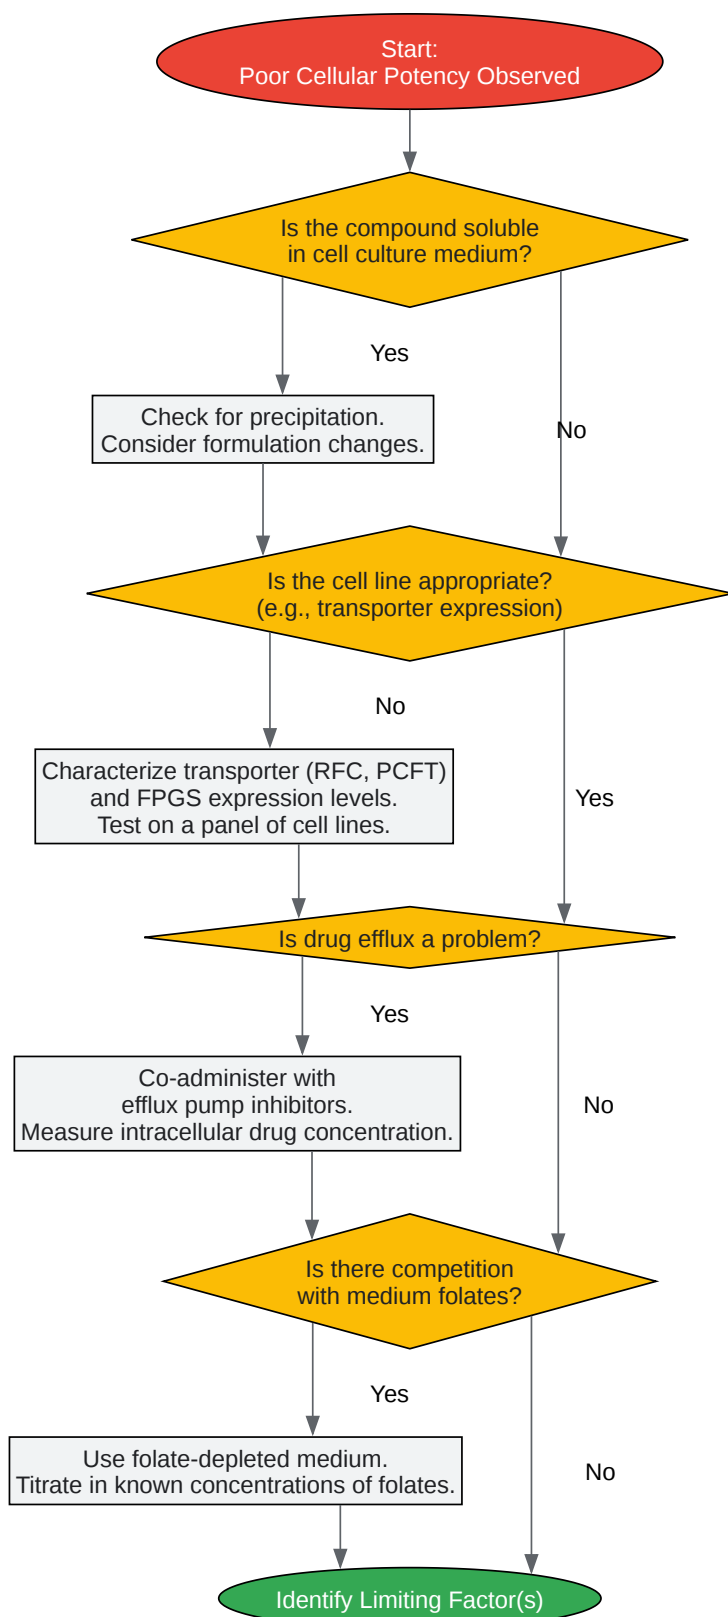 Start:
Poor Cellular Potency Observed
Is the compound soluble
in cell culture medium?
Yes
Check for precipitation.
Consider formulation changes.
No
Is the cell line appropriate?
(e.g., transporter expression)
No
Characterize transporter (RFC, PCFT)
and FPGS expression levels.
Test on a panel of cell lines.
Yes
Is drug efflux a problem?
Yes
Co-administer with
efflux pump inhibitors.
Measure intracellular drug concentration.
No
Is there competition
with medium folates?
Yes
Use folate-depleted medium.
Titrate in known concentrations of folates.
No
Identify Limiting Factor(s)